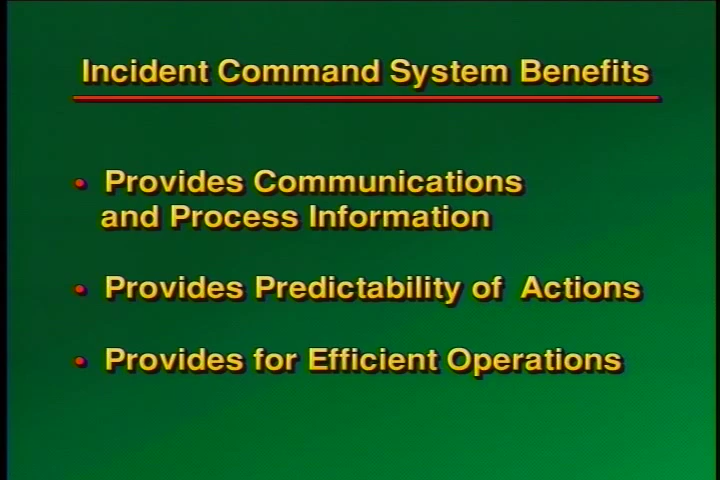 Incident Command System Benefits
• Provides Communications
and Process Information
• Provides Predictability of Actions
• Provides for Efficient Operations